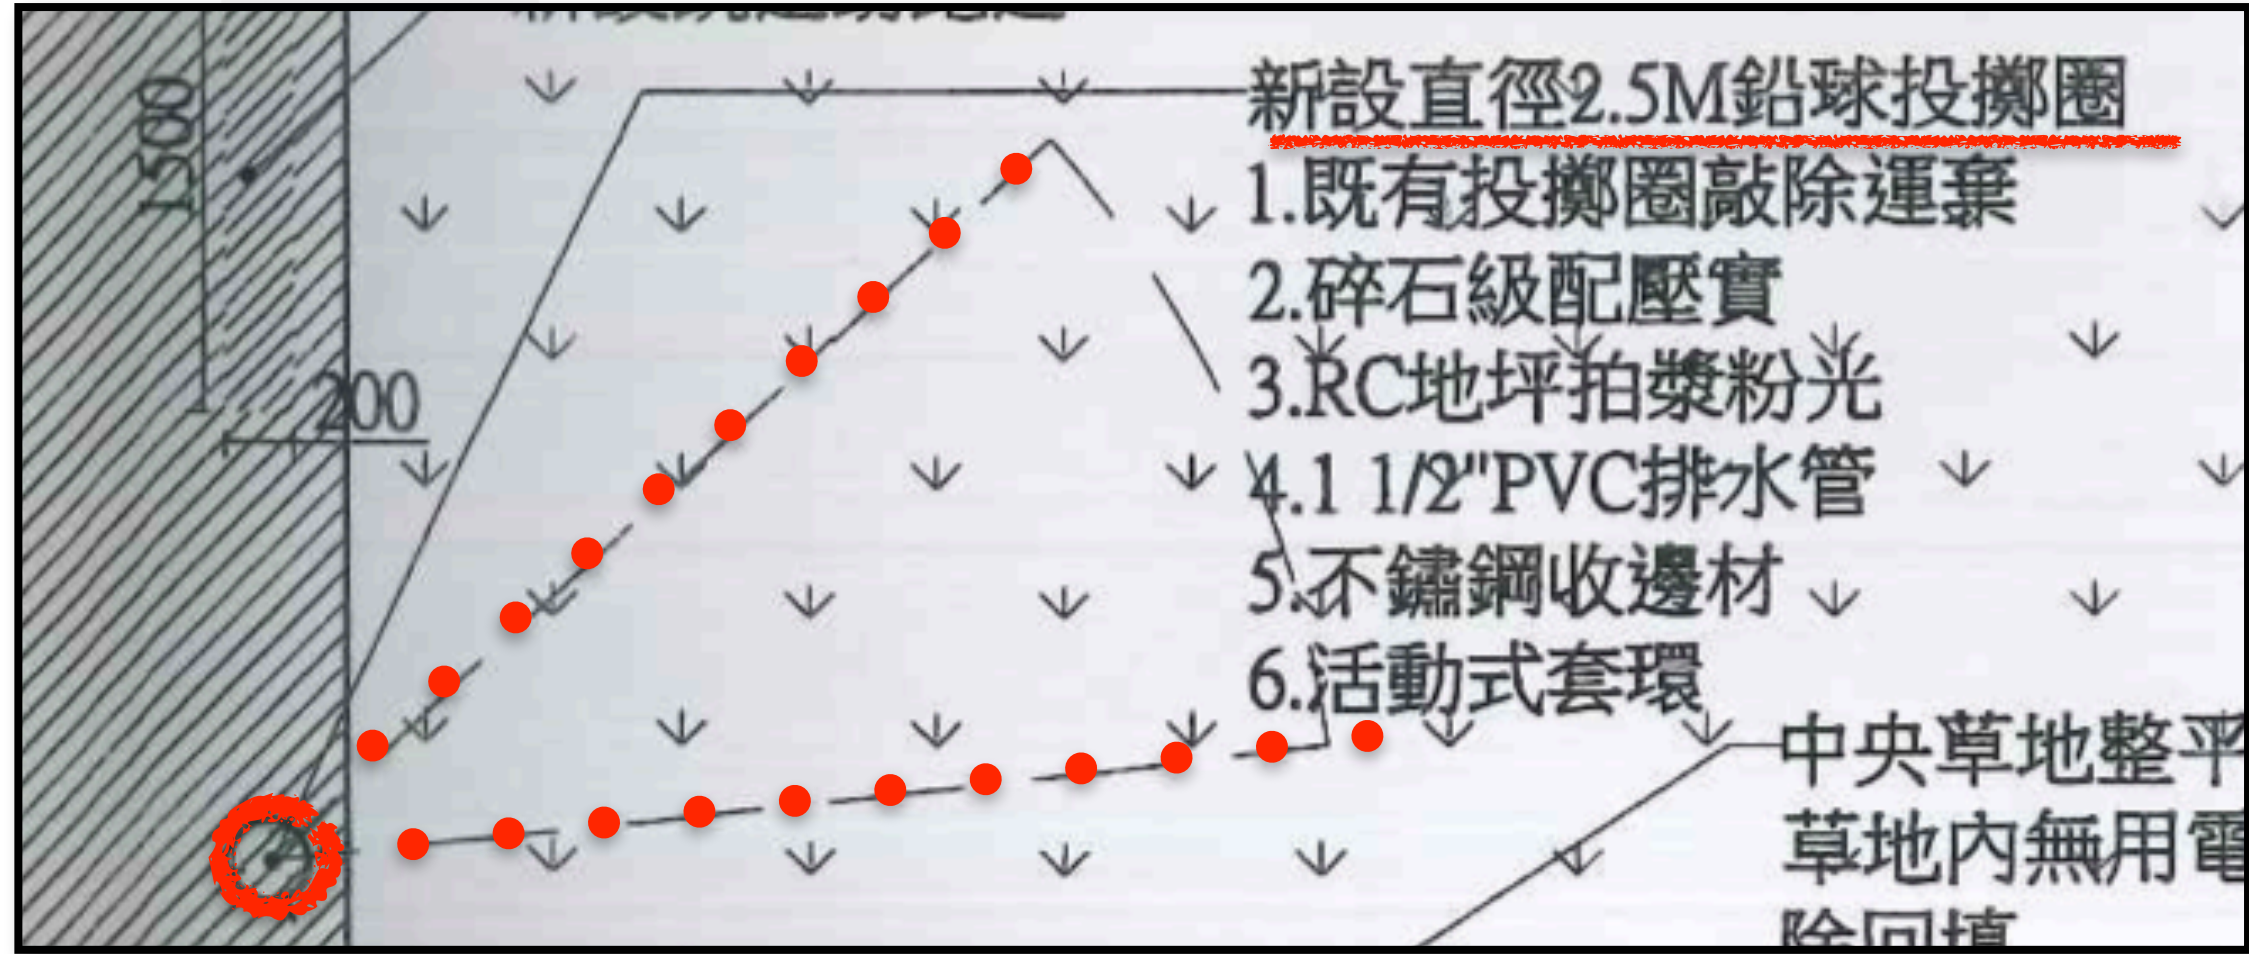 1500
新設直徑2.5M鉛球投擲圈
1.既有投擲圈敲除運棄
2.碎石級配壓實
3.RC地坪拍漿粉光
200
4.1 1/2"PVC排水管
5.不鏽鋼收邊材
6.活動式套環
中央草地整平
草地內無用電
除回填